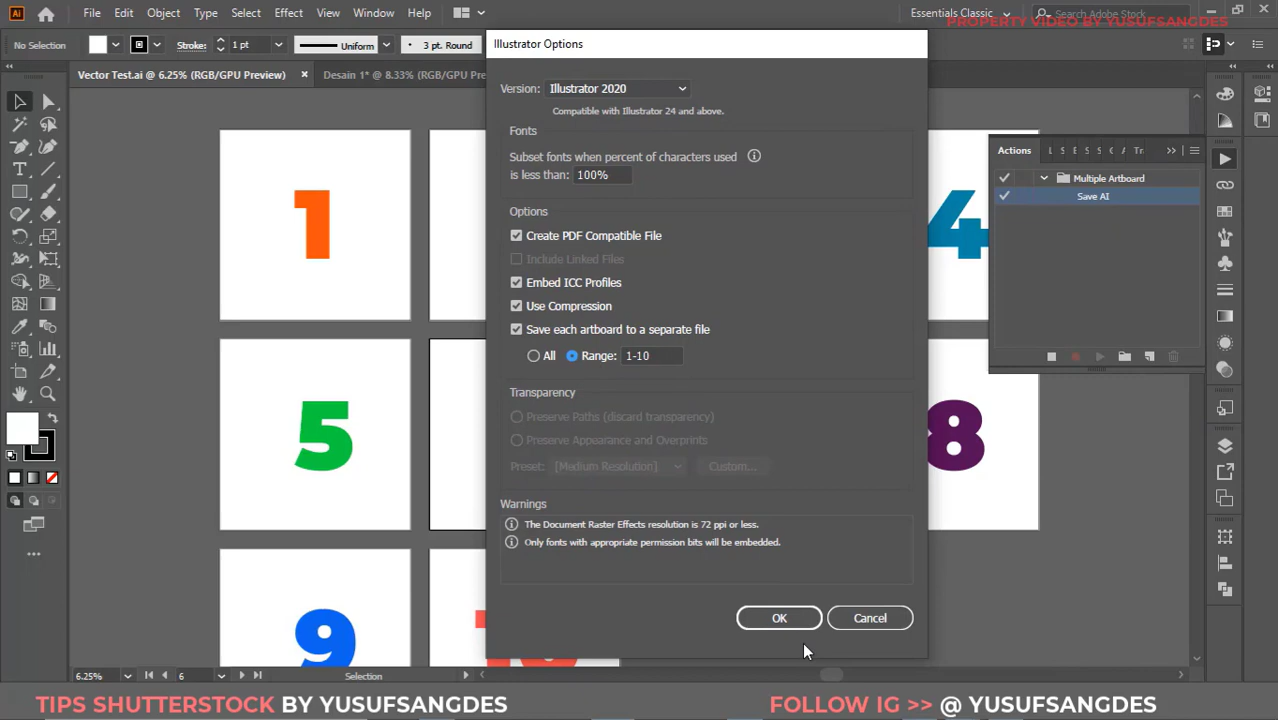 Ai File Edit Object Type Select Effect View Window Help Essentials Classic Search Adobe Stock
PROPERTY VIDEO BY YUSUFSANGDES
No Selection Stroke: 1 pt Uniform 3 pt. Round
Illustrator Options
Vector Test.ai @ 6.25% (RGB/GPU Preview) × Desain 1* @ 8.33% (RGB/GPU Pre
Version: Illustrator 2020
Compatible with Illustrator 24 and above.
Fonts
Subset fonts when percent of characters used
is less than: 100%
Options
Create PDF Compatible File
Include Linked Files
Embed ICC Profiles
Use Compression
Save each artboard to a separate file
All Range: 1-10
Transparency
Preserve Paths (discard transparency)
Preserve Appearance and Overprints
Preset: [Medium Resolution] Custom...
Warnings
The Document Raster Effects resolution is 72 ppi or less.
Only fonts with appropriate permission bits will be embedded.
OK Cancel
Actions L S E S S C A Tr
Multiple Artboard
Save AI
1
4
5
8
9
10
6.25% 6 Selection
TIPS SHUTTERSTOCK BY YUSUFSANGDES FOLLOW IG >> @ YUSUFSANGDES